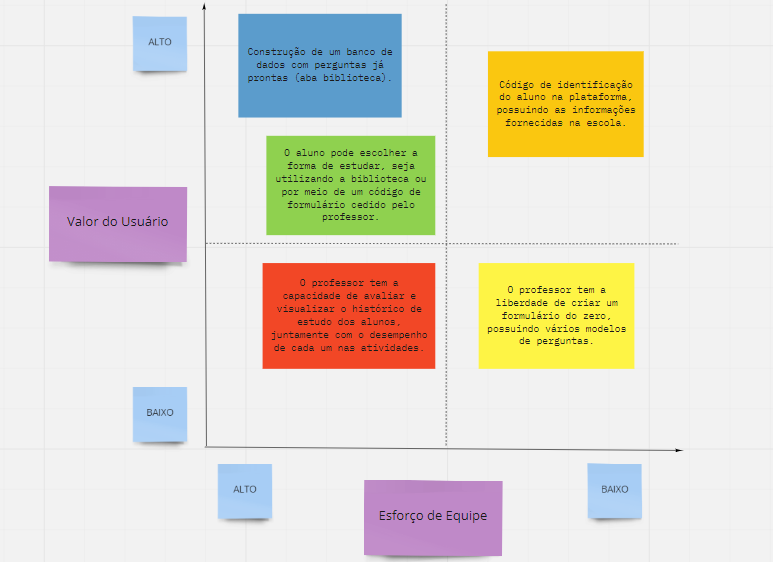 ALTO
Construção de um banco de
dados com perguntas já
prontas (aba biblioteca).
Código de identificação
do aluno na plataforma,
possuindo as informações
fornecidas na escola.
O aluno pode escolher a
forma de estudar, seja
utilizando a biblioteca ou
por meio de um código de
formulário cedido pelo
professor.
Valor do Usuário
O professor tem a
capacidade de avaliar e
visualizar o histórico de
estudo dos alunos,
juntamente com o desempenho
de cada um nas atividades.
O professor tem a
liberdade de criar um
formulário do zero,
possuindo vários modelos
de perguntas.
BAIXO
ALTO
Esforço de Equipe
BAIXO